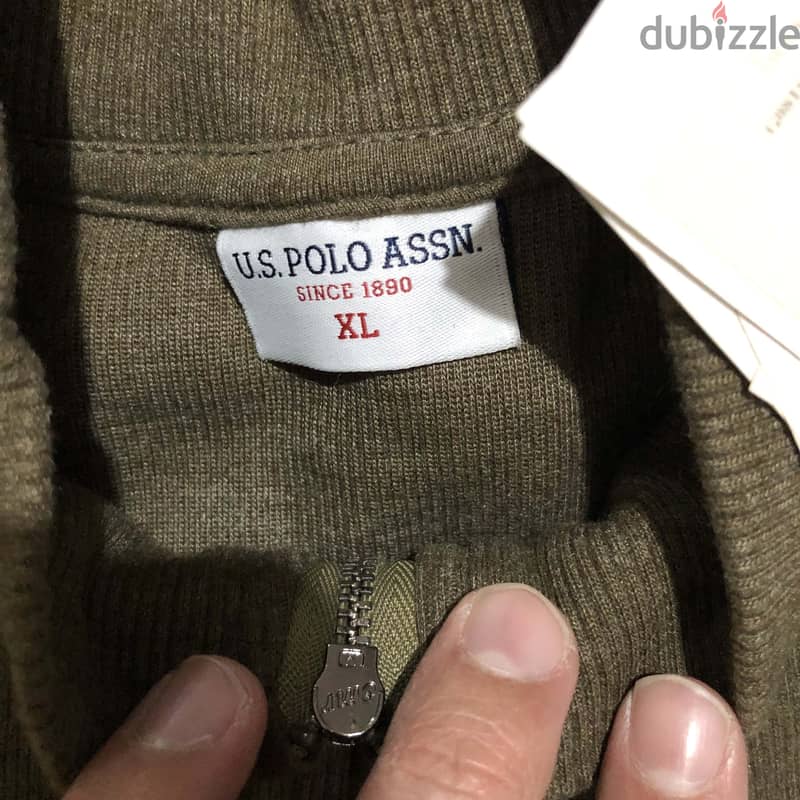 dubizzle
U.S. POLO ASSN.
SINCE 1890
XL